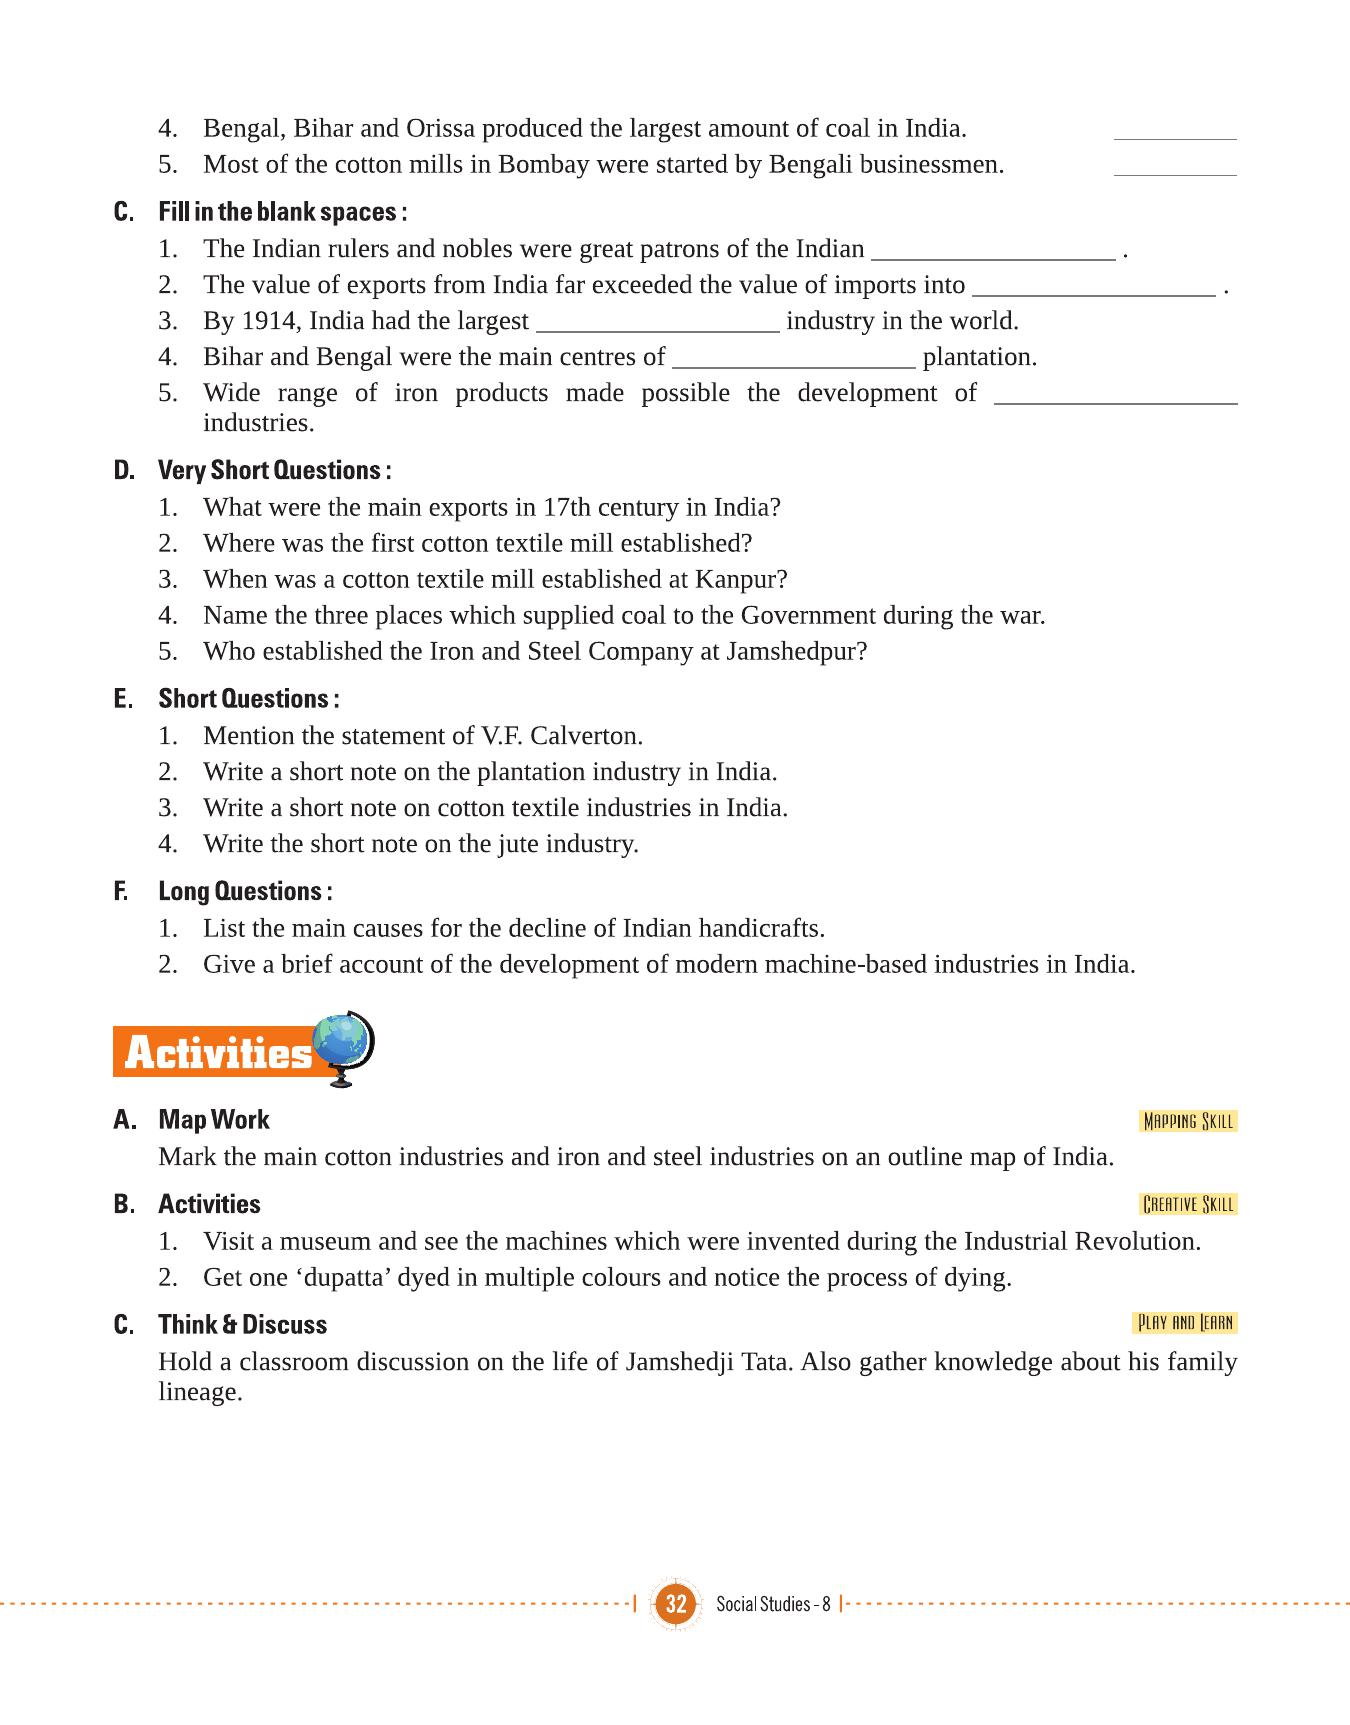 4. Bengal, Bihar and Orissa produced the largest amount of coal in India. ________
5. Most of the cotton mills in Bombay were started by Bengali businessmen. ________
C. Fill in the blank spaces :
1. The Indian rulers and nobles were great patrons of the Indian ________________ .
2. The value of exports from India far exceeded the value of imports into ________________ .
3. By 1914, India had the largest ________________ industry in the world.
4. Bihar and Bengal were the main centres of ________________ plantation.
5. Wide range of iron products made possible the development of ________________
industries.
D. Very Short Questions :
1. What were the main exports in 17th century in India?
2. Where was the first cotton textile mill established?
3. When was a cotton textile mill established at Kanpur?
4. Name the three places which supplied coal to the Government during the war.
5. Who established the Iron and Steel Company at Jamshedpur?
E. Short Questions :
1. Mention the statement of V.F. Calverton.
2. Write a short note on the plantation industry in India.
3. Write a short note on cotton textile industries in India.
4. Write the short note on the jute industry.
F. Long Questions :
1. List the main causes for the decline of Indian handicrafts.
2. Give a brief account of the development of modern machine-based industries in India.
Activities
A. Map Work Mapping Skill
Mark the main cotton industries and iron and steel industries on an outline map of India.
B. Activities Creative Skill
1. Visit a museum and see the machines which were invented during the Industrial Revolution.
2. Get one ‘dupatta’ dyed in multiple colours and notice the process of dying.
C. Think & Discuss Play and Learn
Hold a classroom discussion on the life of Jamshedji Tata. Also gather knowledge about his family
lineage.
32 Social Studies - 8